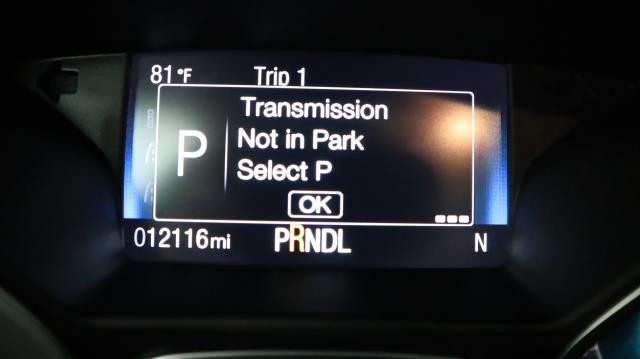 81°F Trip 1
Transmission
P
Not in Park
Select P
OK
012116mi PRNDL N